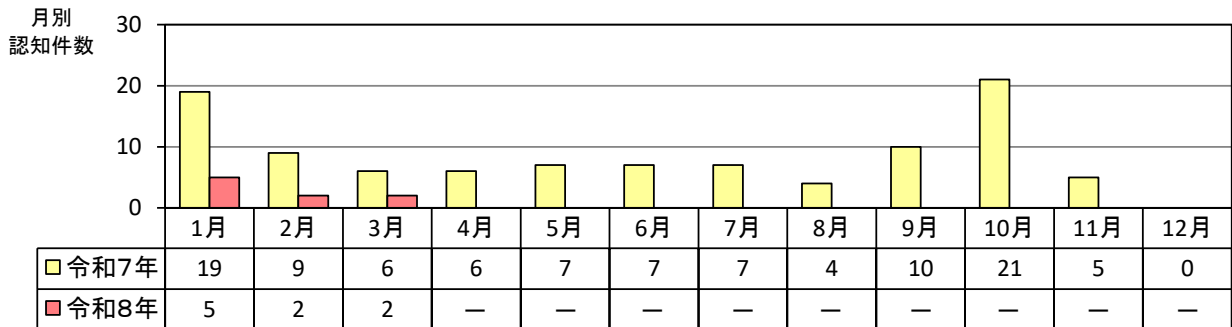 月別
認知件数
30
20
10
0
1月 2月 3月 4月 5月 6月 7月 8月 9月 10月 11月 12月
令和7年 19 9 6 6 7 7 7 4 10 21 5 0
令和8年 5 2 2 ― ― ― ― ― ― ― ― ―